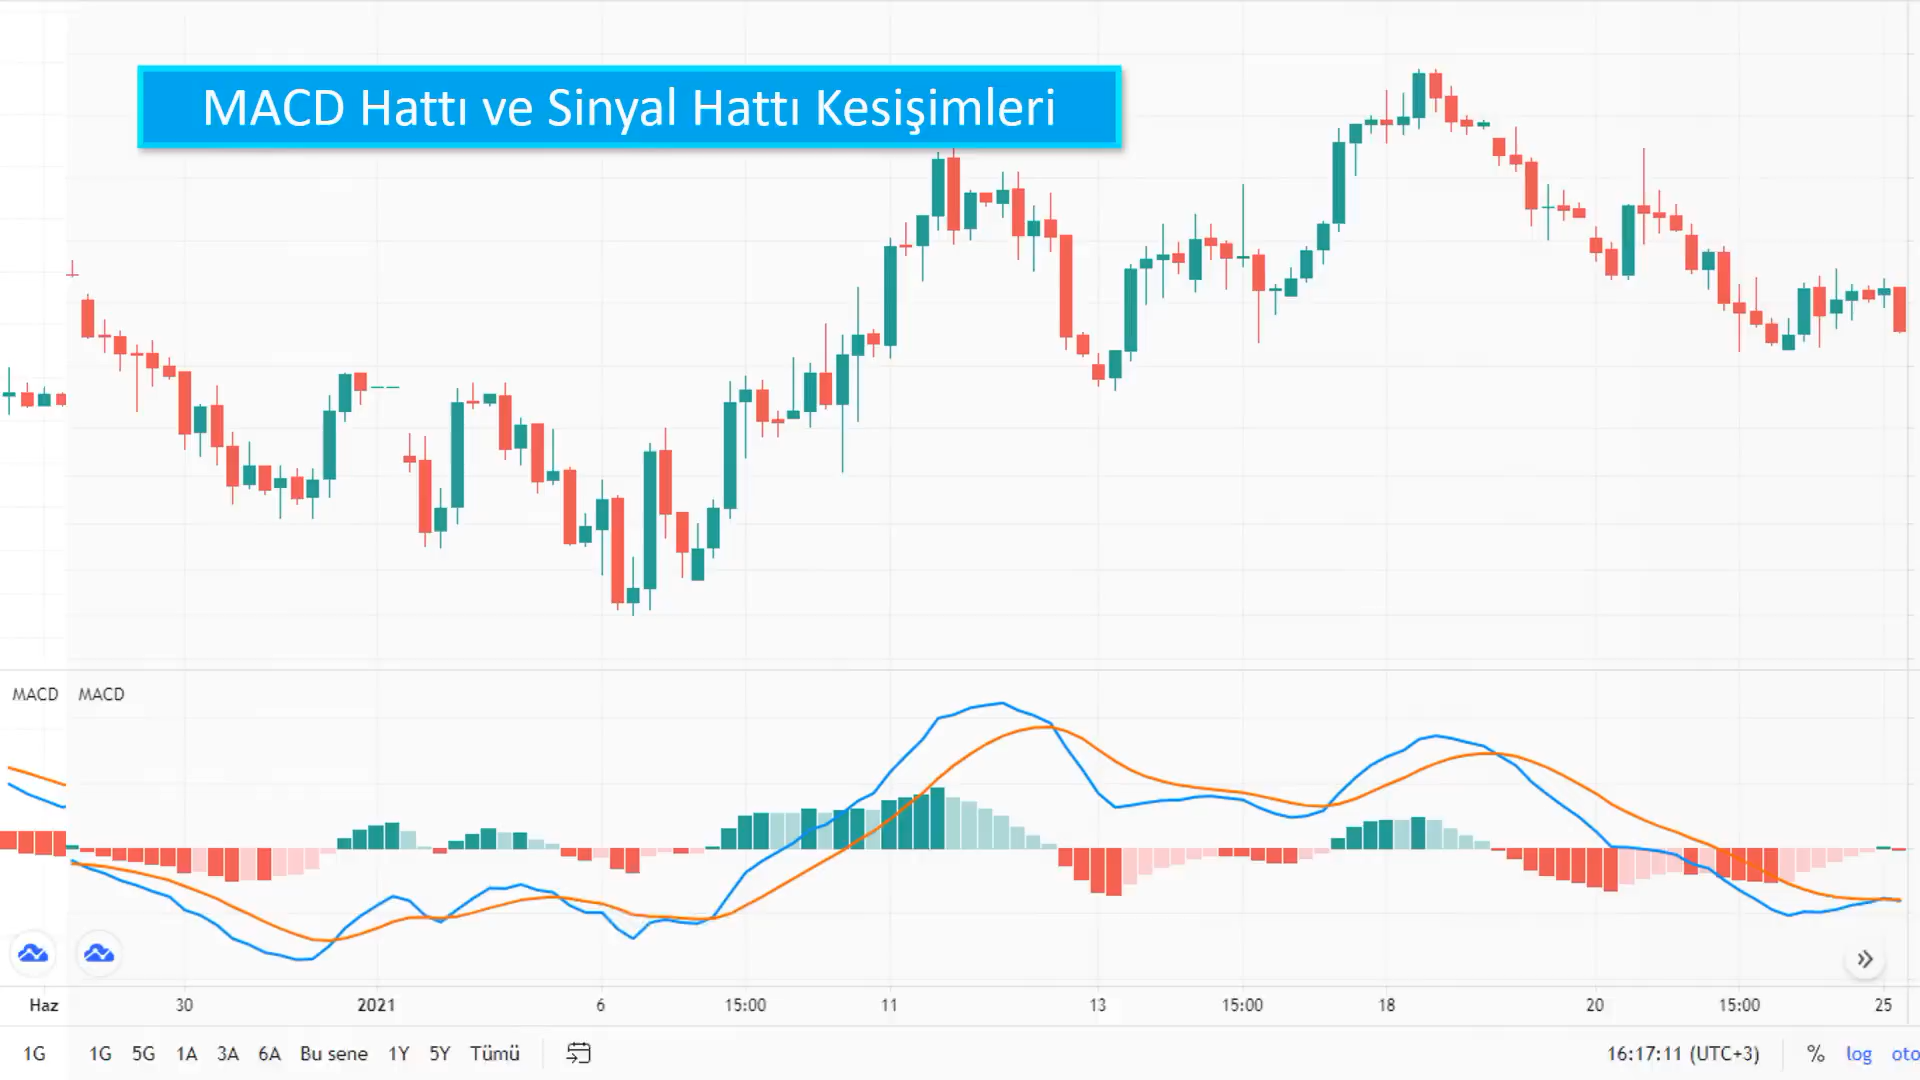 MACD Hattı ve Sinyal Hattı Kesişimleri
MACD MACD
Haz 30 2021 6 15:00 11 13 15:00 18 20 15:00 25
1G 1G 5G 1A 3A 6A Bu sene 1Y 5Y Tümü 16:17:11 (UTC+3) % log oto